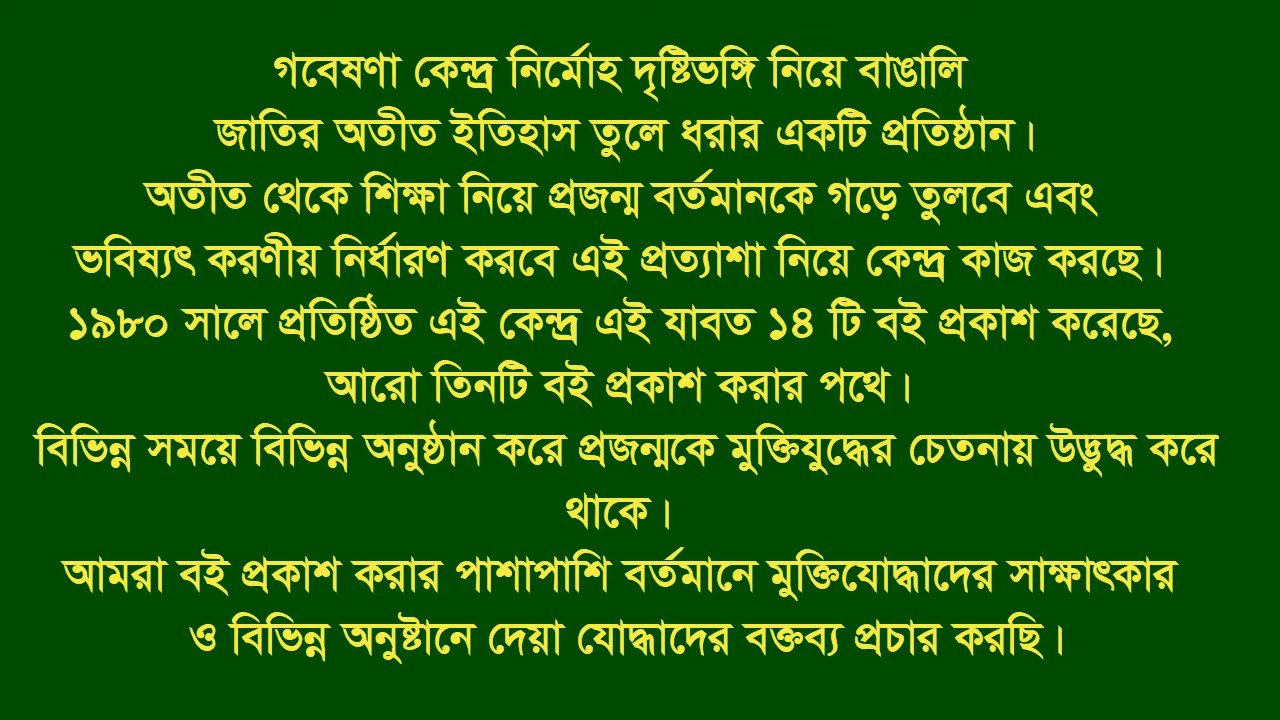 গবেষণা কেন্দ্র নির্মোহ দৃষ্টিভঙ্গি নিয়ে বাঙালি
জাতির অতীত ইতিহাস তুলে ধরার একটি প্রতিষ্ঠান।
অতীত থেকে শিক্ষা নিয়ে প্রজন্ম বর্তমানকে গড়ে তুলবে এবং
ভবিষ্যৎ করণীয় নির্ধারণ করবে এই প্রত্যাশা নিয়ে কেন্দ্র কাজ করছে।
১৯৮০ সালে প্রতিষ্ঠিত এই কেন্দ্র এই যাবত ১৪ টি বই প্রকাশ করেছে,
আরো তিনটি বই প্রকাশ করার পথে।
বিভিন্ন সময়ে বিভিন্ন অনুষ্ঠান করে প্রজন্মকে মুক্তিযুদ্ধের চেতনায় উদ্ভুদ্ধ করে
থাকে।
আমরা বই প্রকাশ করার পাশাপাশি বর্তমানে মুক্তিযোদ্ধাদের সাক্ষাৎকার
ও বিভিন্ন অনুষ্টানে দেয়া যোদ্ধাদের বক্তব্য প্রচার করছি।